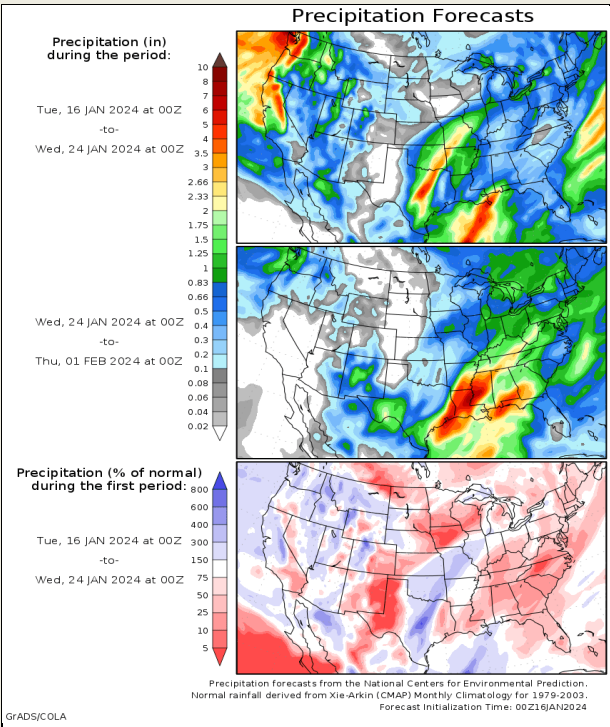 Precipitation Forecasts
Precipitation (in)
during the period:
Tue, 16 JAN 2024 at 00Z
-to-
Wed, 24 JAN 2024 at 00Z
10
8
7
6
5
4
3.5
3
2.66
2.33
2
1.75
1.5
1.25
1
0.83
0.66
0.5
0.4
0.3
0.2
0.1
0.08
0.06
0.04
0.02
Wed, 24 JAN 2024 at 00Z
-to-
Thu, 01 FEB 2024 at 00Z
Precipitation (% of normal)
during the first period:
Tue, 16 JAN 2024 at 00Z
-to-
Wed, 24 JAN 2024 at 00Z
800
600
400
300
150
75
50
25
10
5
Precipitation forecasts from the National Centers for Environmental Prediction.
Normal rainfall derived from Xie-Arkin (CMAP) Monthly Climatology for 1979-2003.
Forecast Initialization Time: 00Z16JAN2024
GrADS/COLA